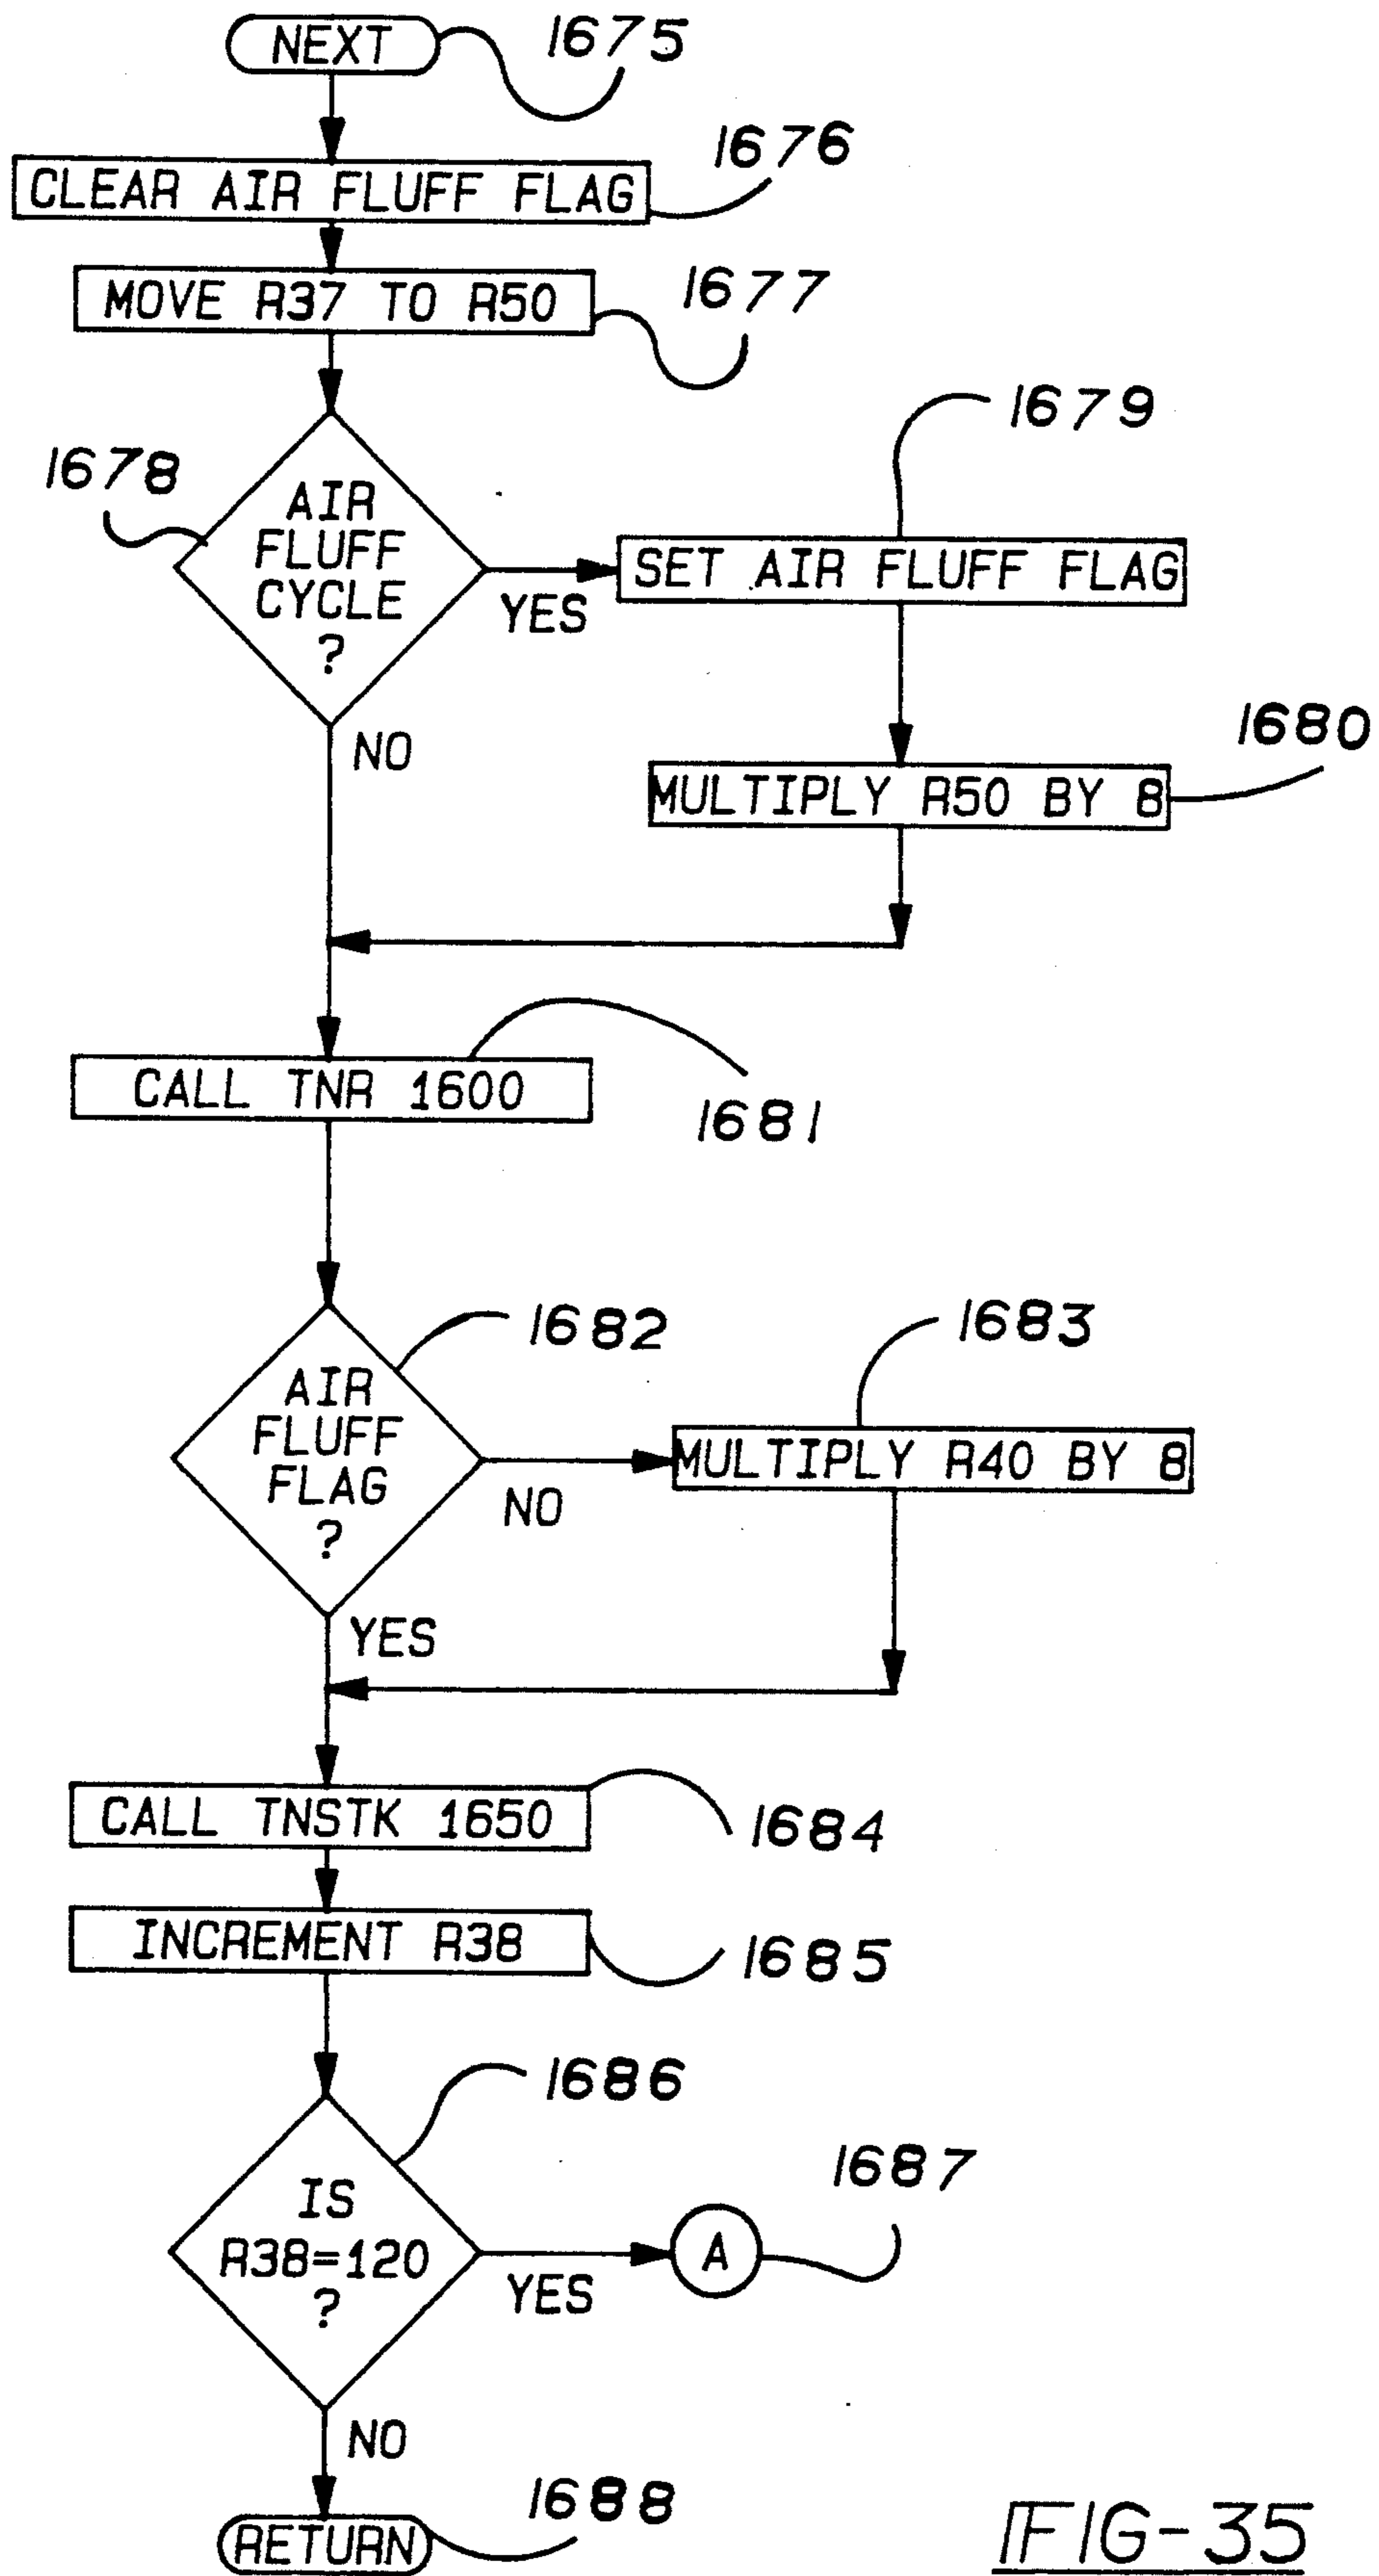 NEXT
1675
CLEAR AIR FLUFF FLAG
1676
MOVE R37 TO R50
1677
1678
AIR
FLUFF
CYCLE
?
YES
NO
1679
SET AIR FLUFF FLAG
1680
MULTIPLY R50 BY 8
CALL TNR 1600
1681
1682
AIR
FLUFF
FLAG
?
NO
YES
1683
MULTIPLY R40 BY 8
CALL TNSTK 1650
1684
INCREMENT R38
1685
1686
IS
R38=120
?
YES
NO
1687
A
RETURN
1688
FIG-35